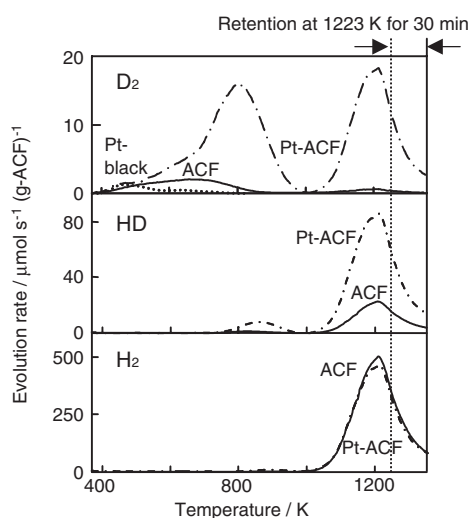 Retention at 1223 K for 30 min
20
D₂
Pt-
black
ACF
Pt-ACF
10
0
80
HD
Pt-ACF
ACF
40
0
500
H₂
ACF
Pt-ACF
250
0
400
800
1200
Temperature / K
Evolution rate / μmol s⁻¹ (g-ACF)⁻¹